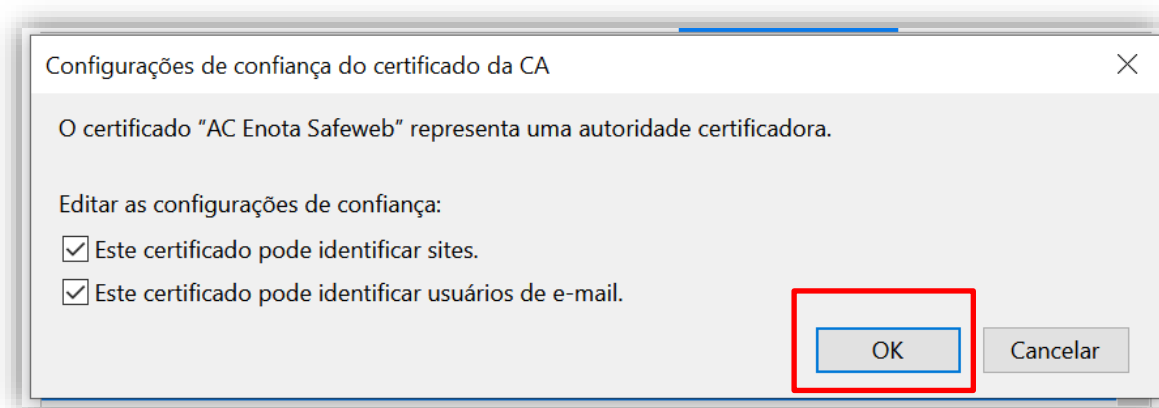 Configurações de confiança do certificado da CA
O certificado “AC Enota Safeweb” representa uma autoridade certificadora.
Editar as configurações de confiança:
Este certificado pode identificar sites.
Este certificado pode identificar usuários de e-mail.
OK Cancelar